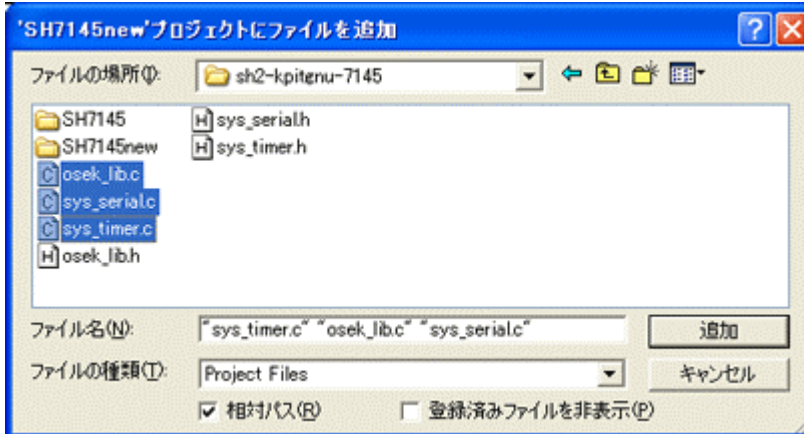 'SH7145new'プロジェクトにファイルを追加
ファイルの場所(I):
sh2-kpitgnu-7145
SH7145
SH7145new
osek_lib.c
sys_serial.c
sys_timer.c
osek_lib.h
sys_serial.h
sys_timer.h
ファイル名(N):
"sys_timer.c" "osek_lib.c" "sys_serial.c"
追加
ファイルの種類(T):
Project Files
キャンセル
相対パス(R)
登録済みファイルを非表示(P)